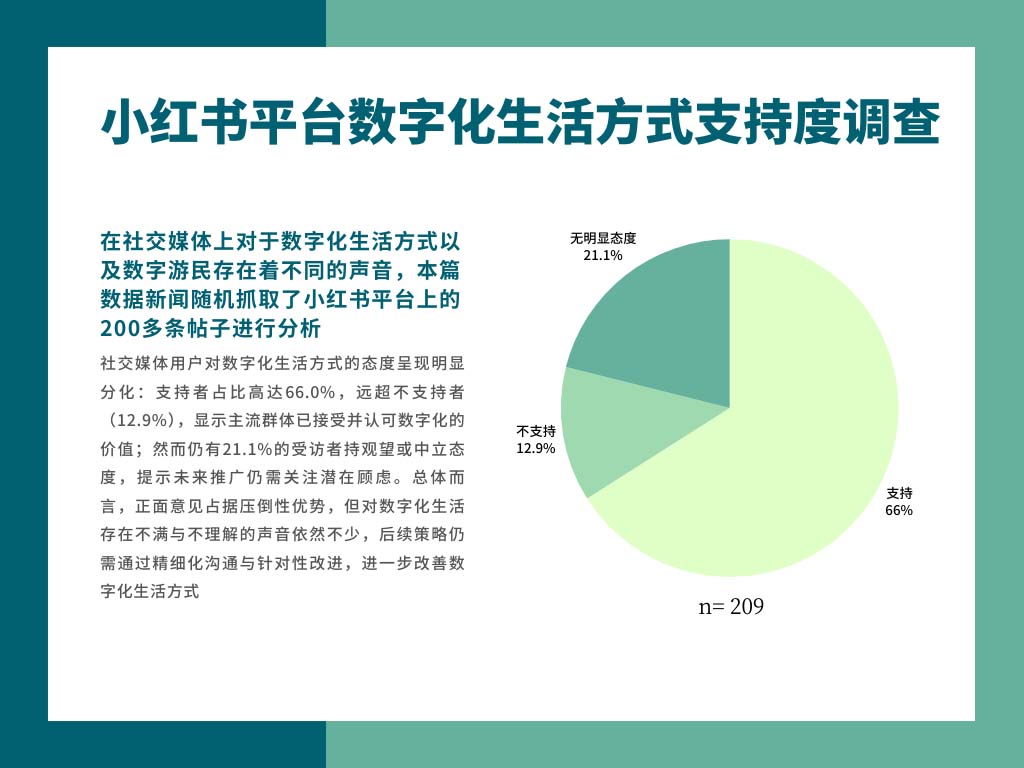 小红书平台数字化生活方式支持度调查
在社交媒体上对于数字化生活方式以
及数字游民存在着不同的声音，本篇
数据新闻随机抓取了小红书平台上的
200多条帖子进行分析
社交媒体用户对数字化生活方式的态度呈现明显
分化：支持者占比高达66.0%，远超不支持者
（12.9%），显示主流群体已接受并认可数字化的
价值；然而仍有21.1%的受访者持观望或中立态
度，提示未来推广仍需关注潜在顾虑。总体而
言，正面意见占据压倒性优势，但对数字化生活
存在不满与不理解的声音依然不少，后续策略仍
需通过精细化沟通与针对性改进，进一步改善数
字化生活方式
无明显态度
21.1%
不支持
12.9%
支持
66%
n= 209